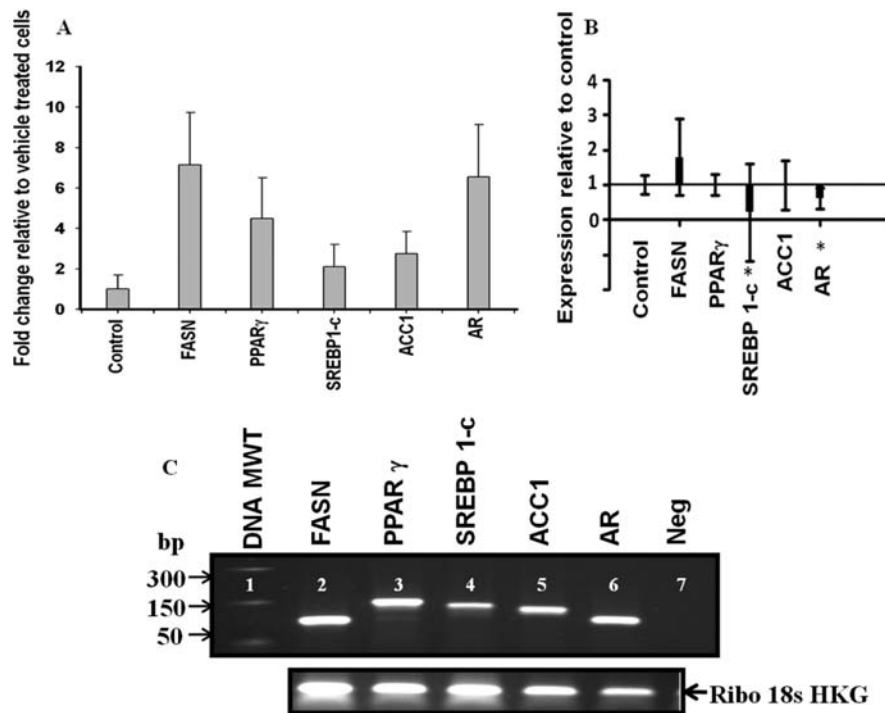 A
Fold change relative to vehicle treated cells
12
10
8
6
4
2
0
Control
FASN
PPARγ
SREBP1-c
ACC1
AR
B
Expression relative to control
4
3
2
1
0
Control
FASN
PPARγ
SREBP 1-c *
ACC1
AR *
C
DNA MWT
FASN
PPAR γ
SREBP 1-c
ACC1
AR
Neg
bp
300
150
50
1 2 3 4 5 6 7
Ribo 18s HKG